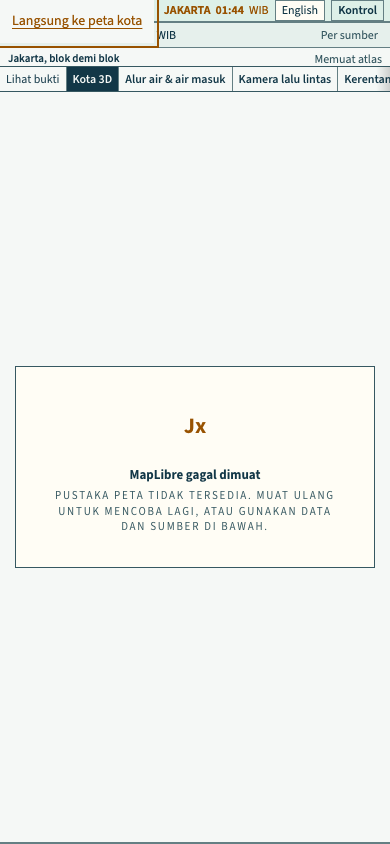 Langsung ke peta kota
JAKARTA 01:44 WIB English Kontrol
WIB Per sumber
Jakarta, blok demi blok Memuat atlas
Lihat bukti Kota 3D Alur air & air masuk Kamera lalu lintas Kerentan
Jx
MapLibre gagal dimuat
PUSTAKA PETA TIDAK TERSEDIA. MUAT ULANG
UNTUK MENCOBA LAGI, ATAU GUNAKAN DATA
DAN SUMBER DI BAWAH.